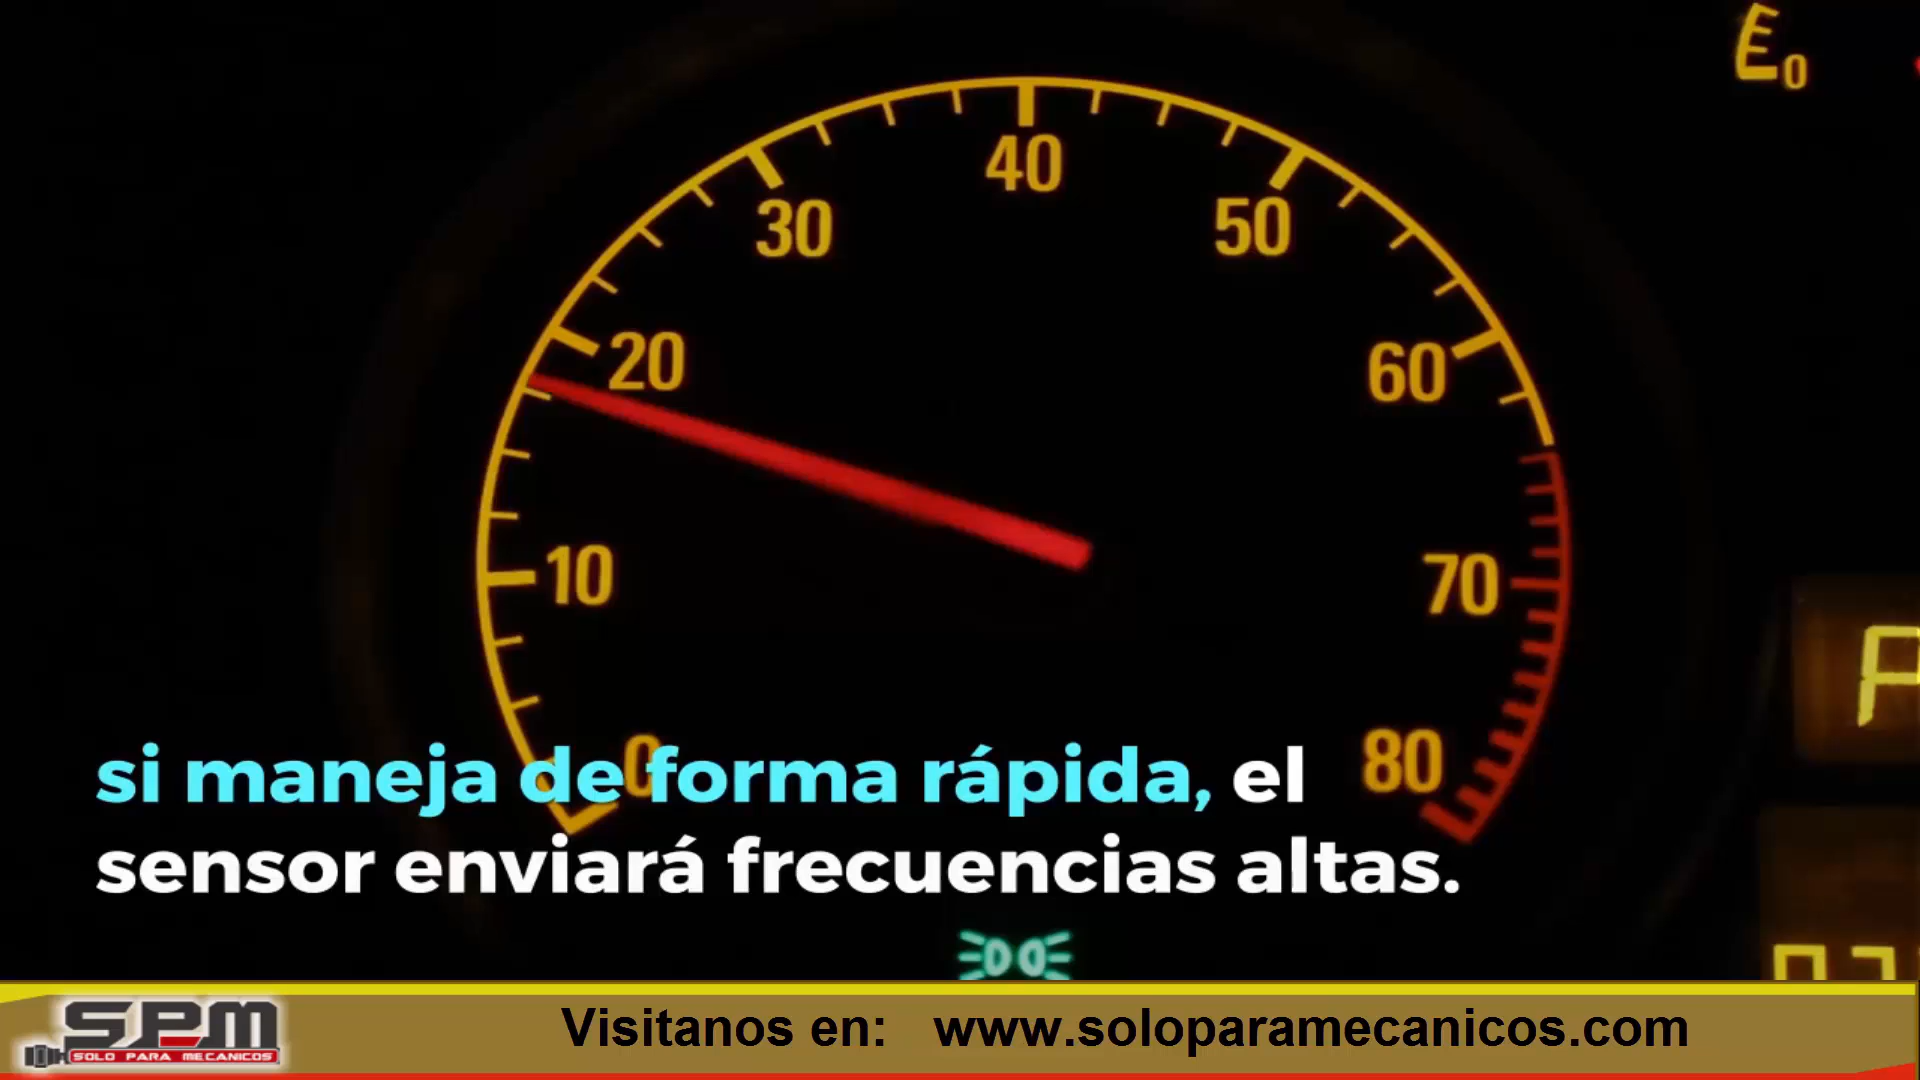 E0
40
30
50
20
60
10
70
0
80
si maneja de forma rápida, el
sensor enviará frecuencias altas.
SPM
SOLO PARA MECANICOS
Visitanos en: www.soloparamecanicos.com